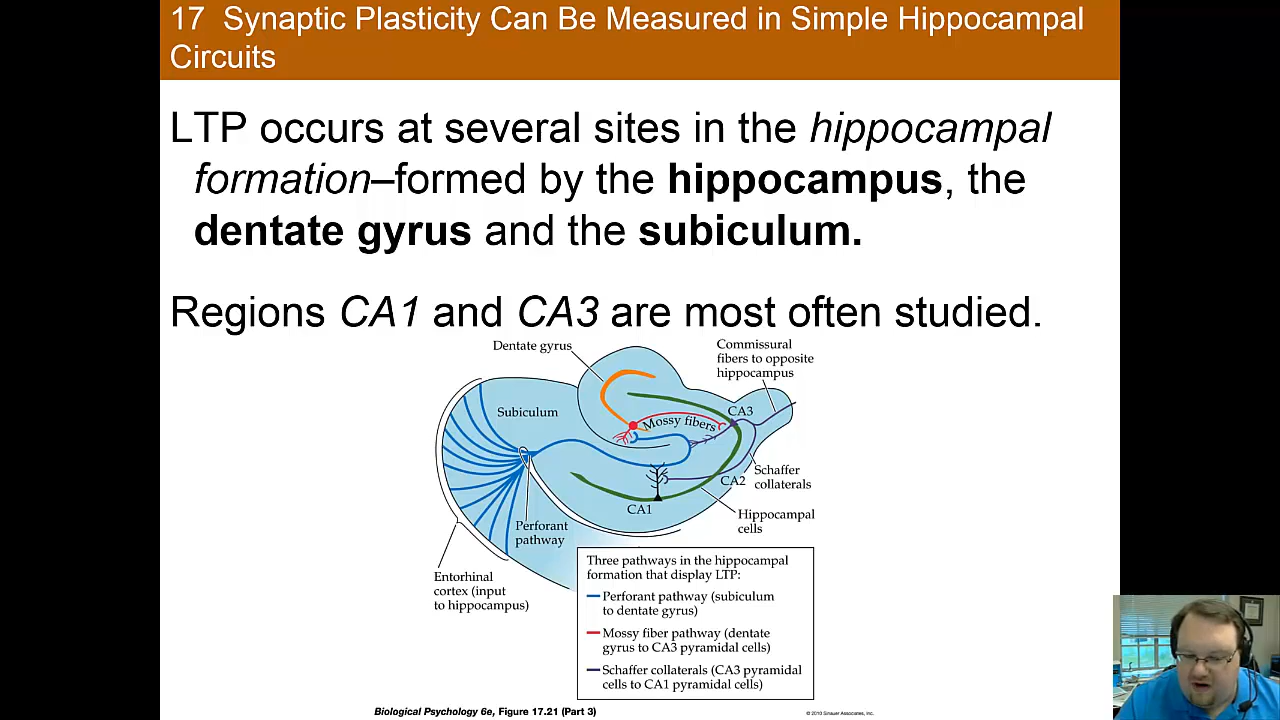 17  Synaptic Plasticity Can Be Measured in Simple Hippocampal
Circuits
LTP occurs at several sites in the hippocampal
formation–formed by the hippocampus, the
dentate gyrus and the subiculum.
Regions CA1 and CA3 are most often studied.
Dentate gyrus
Commissural
fibers to opposite
hippocampus
Subiculum
CA3
Mossy fibers
Schaffer
collaterals
CA2
CA1
Hippocampal
cells
Perforant
pathway
Entorhinal
cortex (input
to hippocampus)
Three pathways in the hippocampal
formation that display LTP:
Perforant pathway (subiculum
to dentate gyrus)
Mossy fiber pathway (dentate
gyrus to CA3 pyramidal cells)
Schaffer collaterals (CA3 pyramidal
cells to CA1 pyramidal cells)
Biological Psychology 6e, Figure 17.21 (Part 3)
© 2010 Sinauer Associates, Inc.